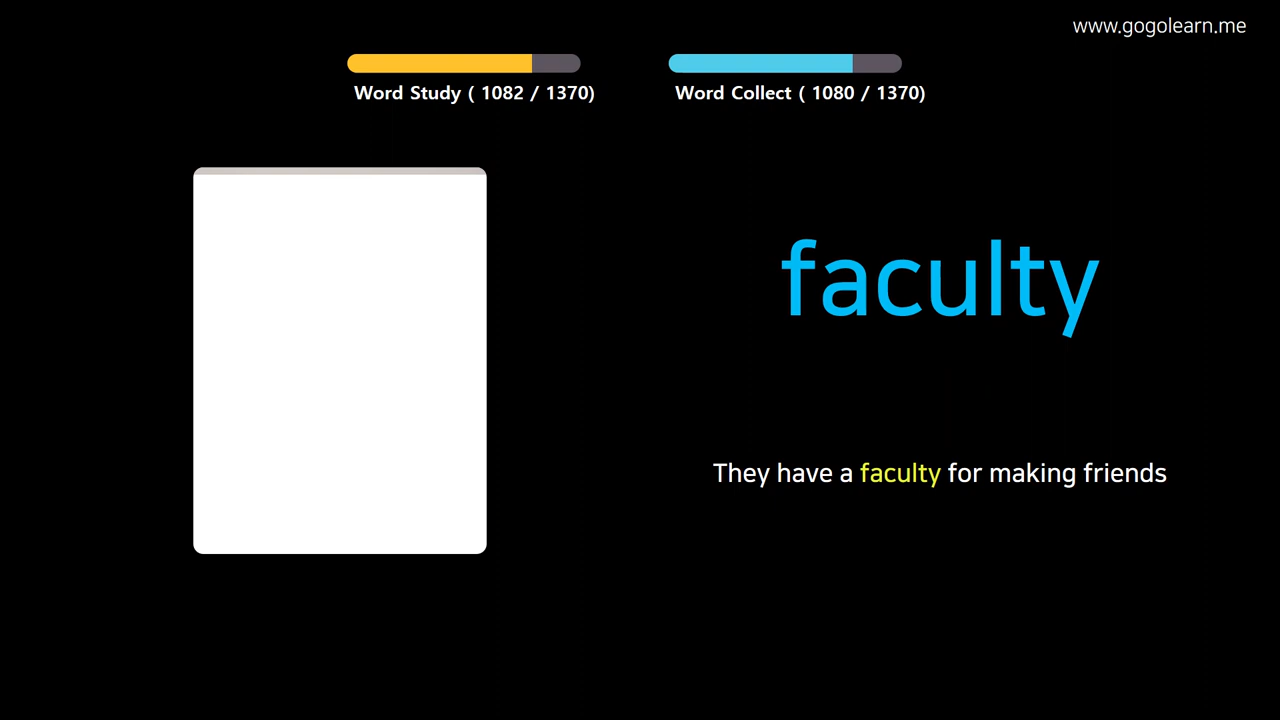 www.gogolearn.me
Word Study ( 1082 / 1370)
Word Collect ( 1080 / 1370)
faculty
They have a faculty for making friends